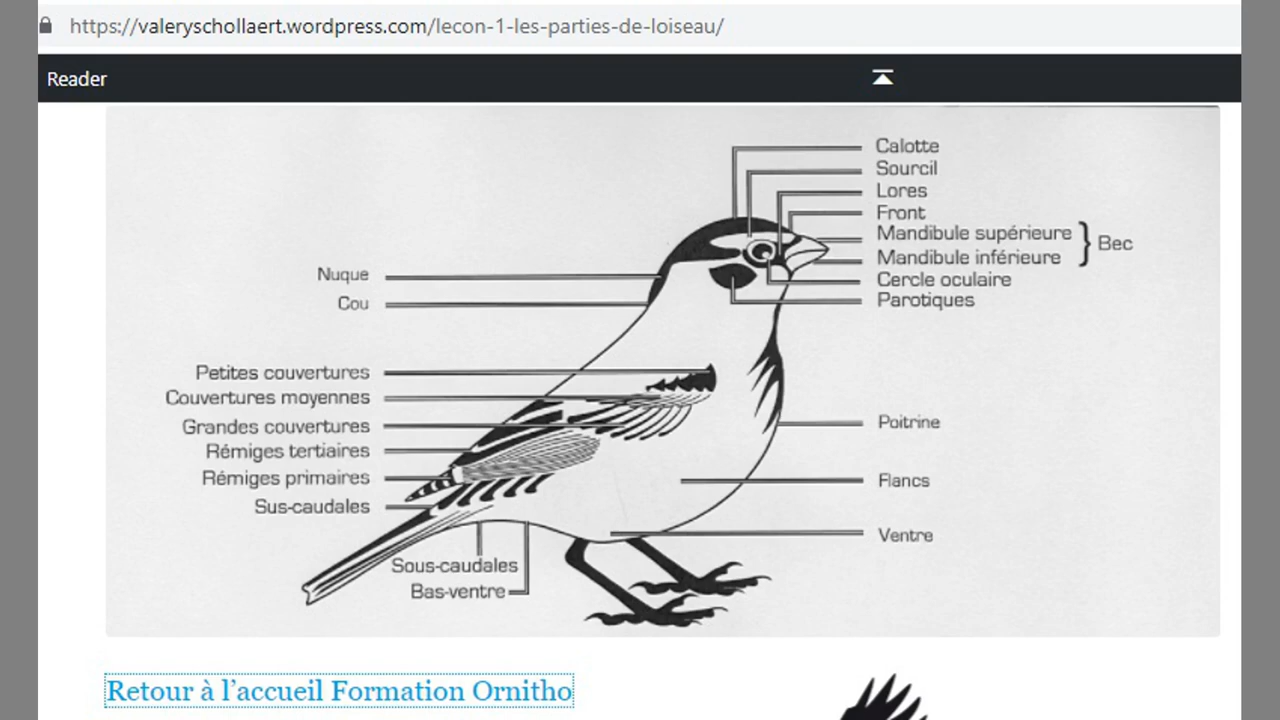 https://valeryschollaert.wordpress.com/lecon-1-les-parties-de-loiseau/
Reader
Calotte
Sourcil
Lores
Front
Mandibule supérieure
Mandibule inférieure
Bec
Cercle oculaire
Parotiques
Nuque
Cou
Petites couvertures
Couvertures moyennes
Grandes couvertures
Rémiges tertiaires
Rémiges primaires
Sus-caudales
Poitrine
Flancs
Ventre
Sous-caudales
Bas-ventre
Retour à l'accueil Formation Ornitho